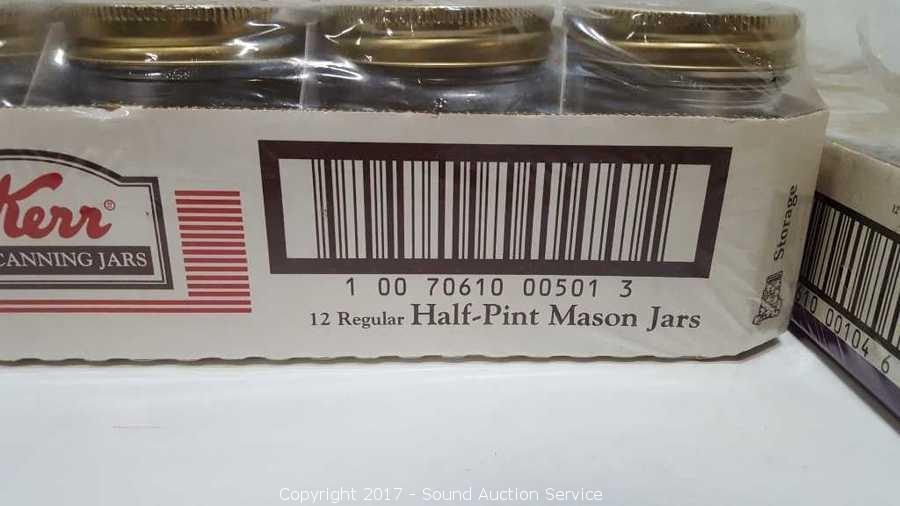 Kerr®
CANNING JARS
1 00 70610 00501 3
12 Regular Half-Pint Mason Jars
Storage
12
610 00104 6
Copyright 2017 - Sound Auction Service